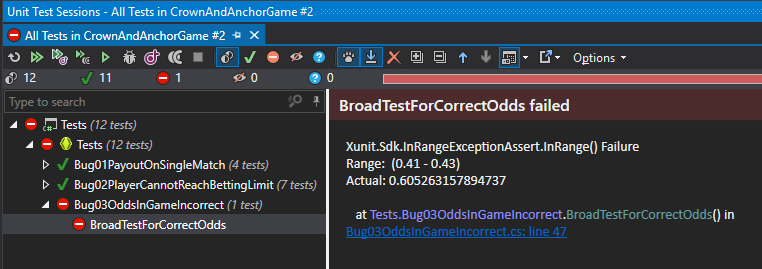 Unit Test Sessions - All Tests in CrownAndAnchorGame #2
All Tests in CrownAndAnchorGame #2
Options
12 11 1 0 0
Type to search
Tests (12 tests)
Tests (12 tests)
Bug01PayoutOnSingleMatch (4 tests)
Bug02PlayerCannotReachBettingLimit (7 tests)
Bug03OddsInGameIncorrect (1 test)
BroadTestForCorrectOdds
BroadTestForCorrectOdds failed
Xunit.Sdk.InRangeExceptionAssert.InRange() Failure
Range: (0.41 - 0.43)
Actual: 0.605263157894737
at Tests.Bug03OddsInGameIncorrect.BroadTestForCorrectOdds() in
Bug03OddsInGameIncorrect.cs: line 47